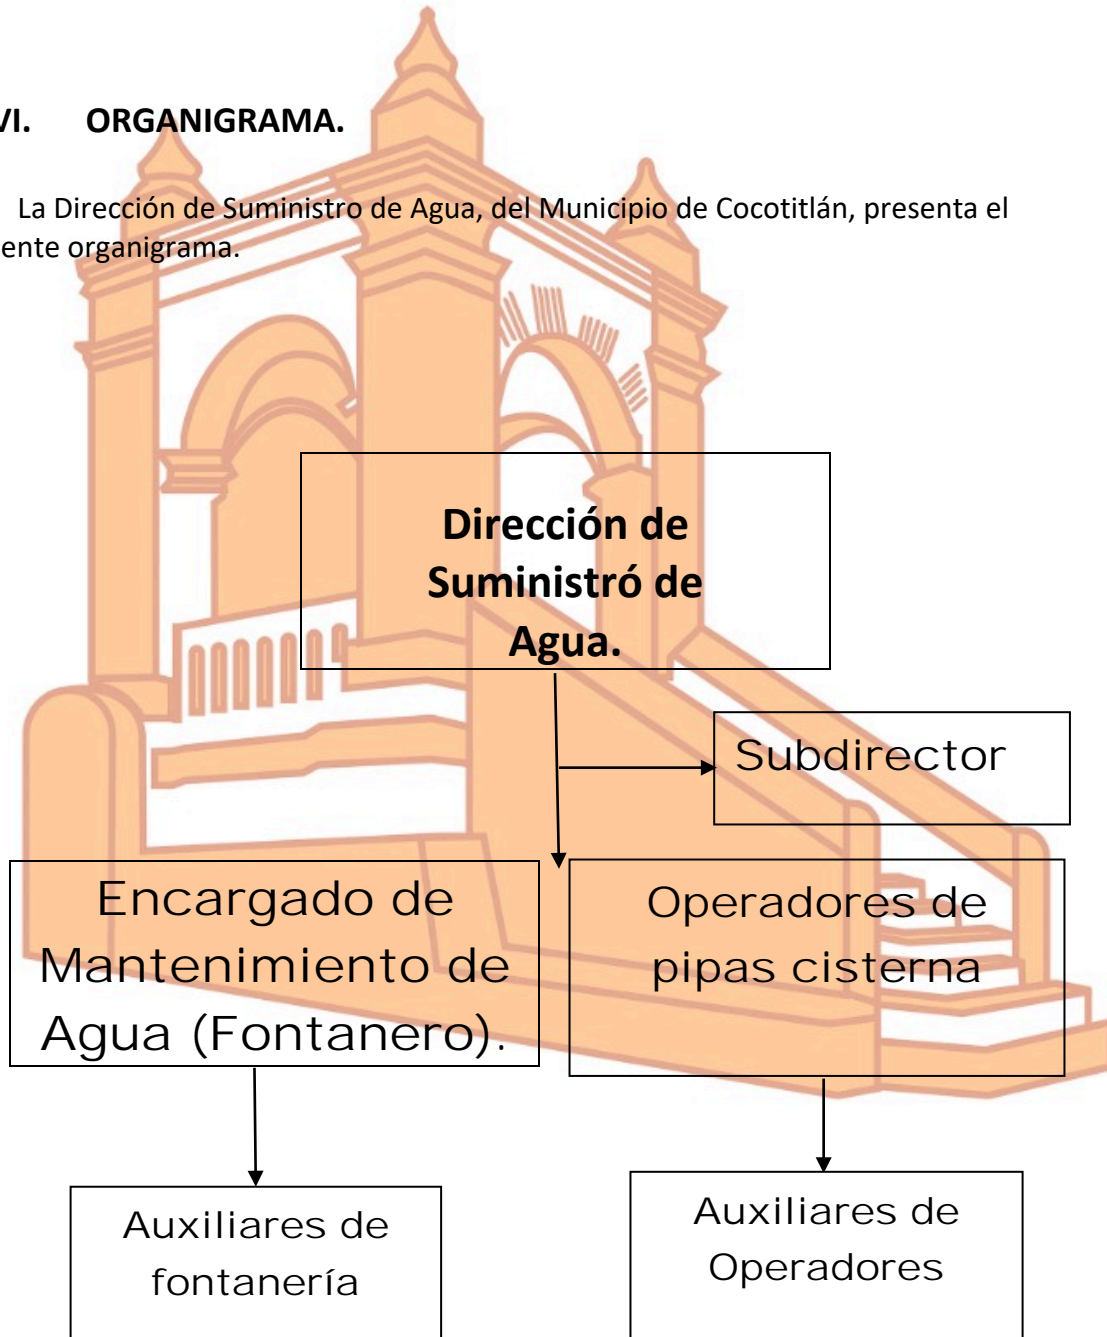 VI. ORGANIGRAMA.
La Dirección de Suministro de Agua, del Municipio de Cocotitlán, presenta el
ente organigrama.
Dirección de
Suministró de
Agua.
Subdirector
Encargado de
Mantenimiento de
Agua (Fontanero).
Operadores de
pipas cisterna
Auxiliares de
fontanería
Auxiliares de
Operadores